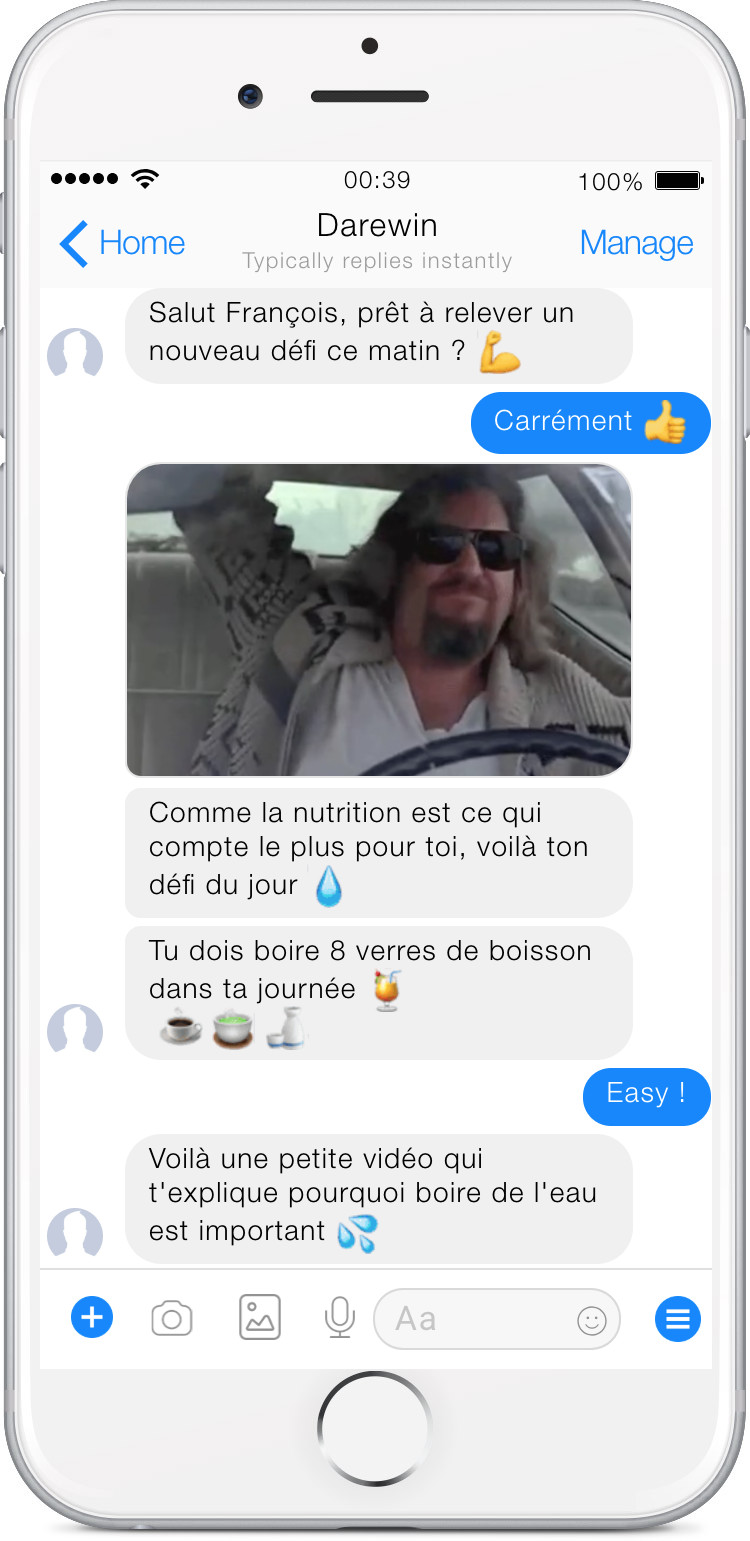 00:39
100%
Home
Darewin
Manage
Typically replies instantly
Salut François, prêt à relever un
nouveau défi ce matin ? 💪
Carrément 👍
Comme la nutrition est ce qui
compte le plus pour toi, voilà ton
défi du jour 💧
Tu dois boire 8 verres de boisson
dans ta journée 🍹
☕ 🍵 🍶
Easy !
Voilà une petite vidéo qui
t'explique pourquoi boire de l'eau
est important 💦
Aa